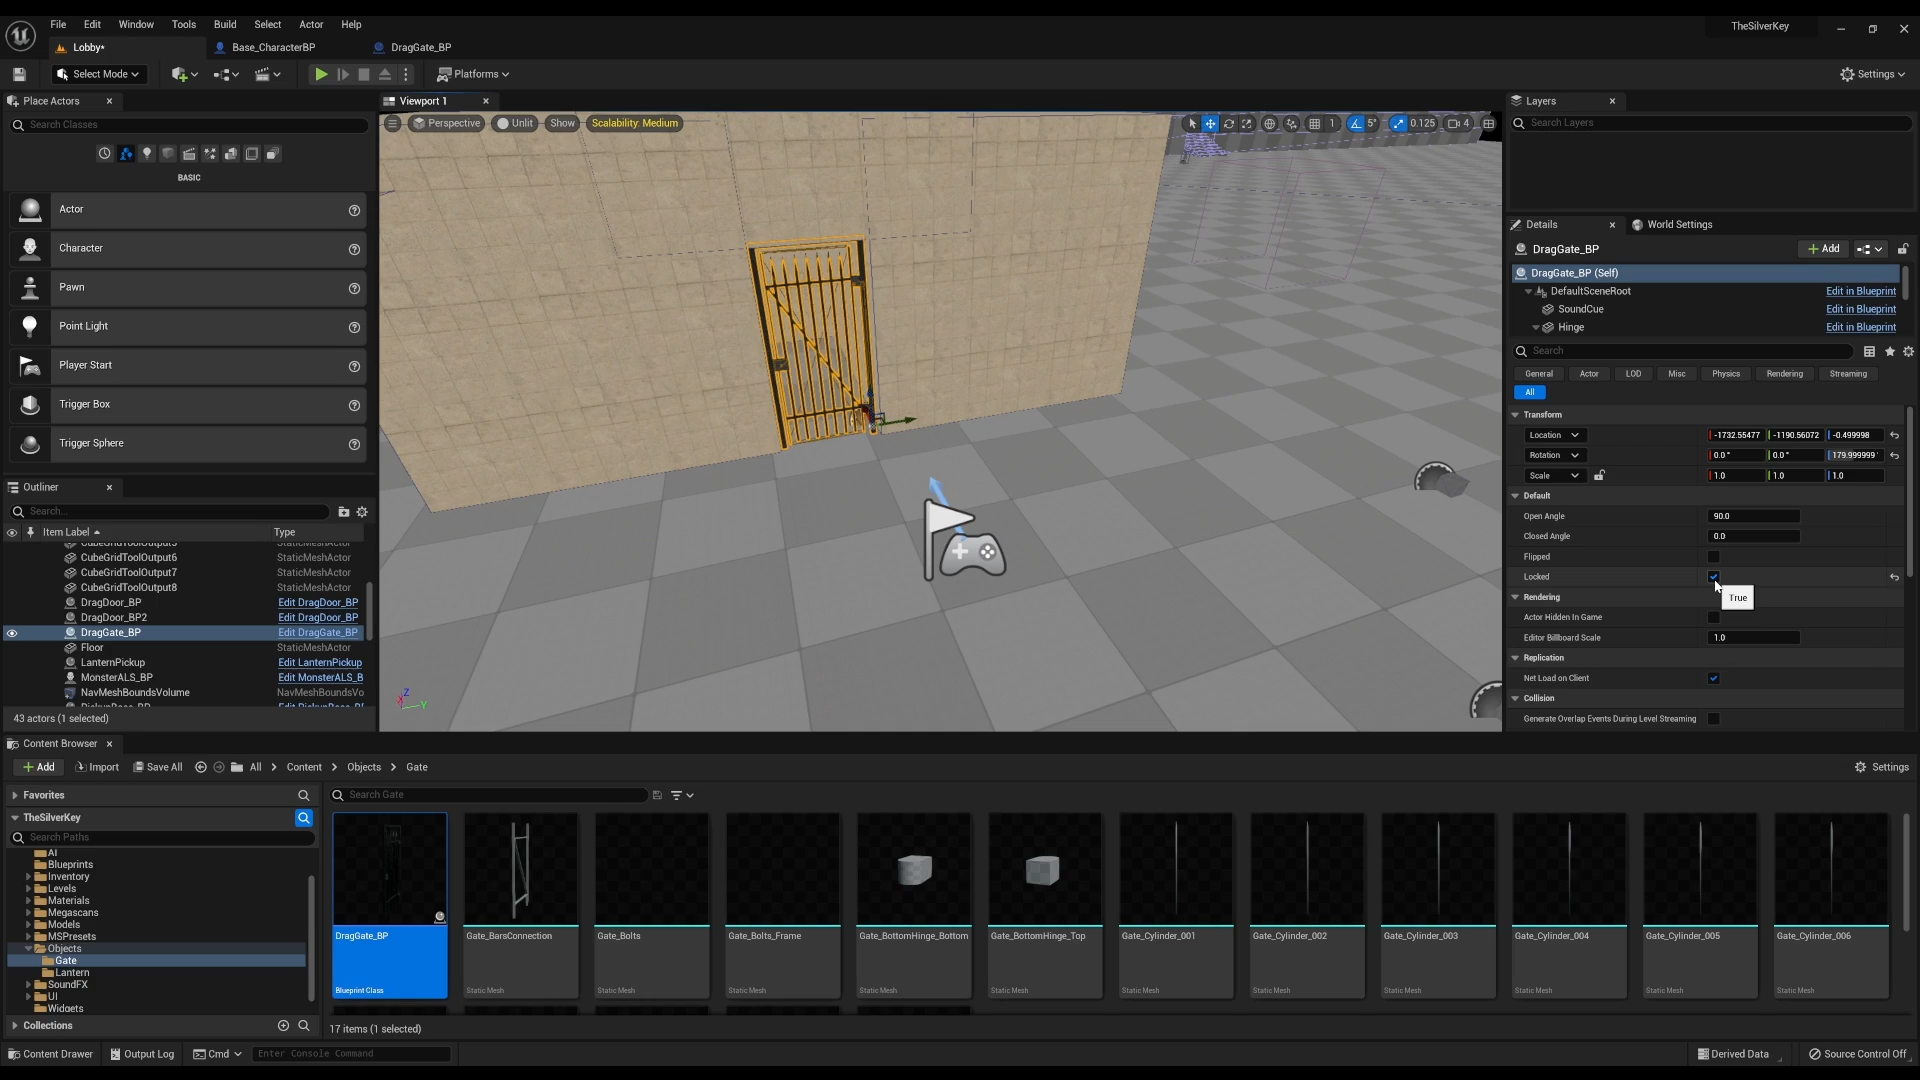 File Edit Window Tools Build Select Actor Help
TheSilverKey
Lobby* Base_CharacterBP DragGate_BP
Select Mode Platforms Settings
Place Actors
Search Classes
BASIC
Actor
Character
Pawn
Point Light
Player Start
Trigger Box
Trigger Sphere
Outliner
Search...
Item Label Type
CubeGridToolOutput6 StaticMeshActor
CubeGridToolOutput7 StaticMeshActor
CubeGridToolOutput8 StaticMeshActor
DragDoor_BP Edit DragDoor_BP
DragDoor_BP2 Edit DragDoor_BP
DragGate_BP Edit DragGate_BP
Floor StaticMeshActor
LanternPickup Edit LanternPickup
MonsterALS_BP Edit MonsterALS_B
NavMeshBoundsVolume NavMeshBoundsVo
43 actors (1 selected)
Viewport 1
Perspective Unlit Show Scalability: Medium
1 5° 0.125 4
Z
X
Y
Layers
Search Layers
Details World Settings
DragGate_BP Add
DragGate_BP (Self)
DefaultSceneRoot Edit in Blueprint
SoundCue Edit in Blueprint
Hinge Edit in Blueprint
Search
General Actor LOD Misc Physics Rendering Streaming
All
Transform
Location -1732.55477 -1190.56072 -0.499998
Rotation 0.0° 0.0° 179.999999
Scale 1.0 1.0 1.0
Default
Open Angle 90.0
Closed Angle 0.0
Flipped
Locked
True
Rendering
Actor Hidden In Game
Editor Billboard Scale 1.0
Replication
Net Load on Client
Collision
Generate Overlap Events During Level Streaming
Content Browser
Add Import Save All All > Content > Objects > Gate Settings
Favorites
TheSilverKey
Search Paths
AI
Blueprints
Inventory
Levels
Materials
Megascans
Models
MSPresets
Objects
Gate
Lantern
SoundFX
UI
Widgets
Collections
Search Gate
DragGate_BP Gate_BarsConnection Gate_Bolts Gate_Bolts_Frame Gate_BottomHinge_Bottom Gate_BottomHinge_Top Gate_Cylinder_001 Gate_Cylinder_002 Gate_Cylinder_003 Gate_Cylinder_004 Gate_Cylinder_005 Gate_Cylinder_006
Blueprint Class Static Mesh Static Mesh Static Mesh Static Mesh Static Mesh Static Mesh Static Mesh Static Mesh Static Mesh Static Mesh Static Mesh
17 items (1 selected)
Content Drawer Output Log Cmd Enter Console Command Derived Data Source Control Off